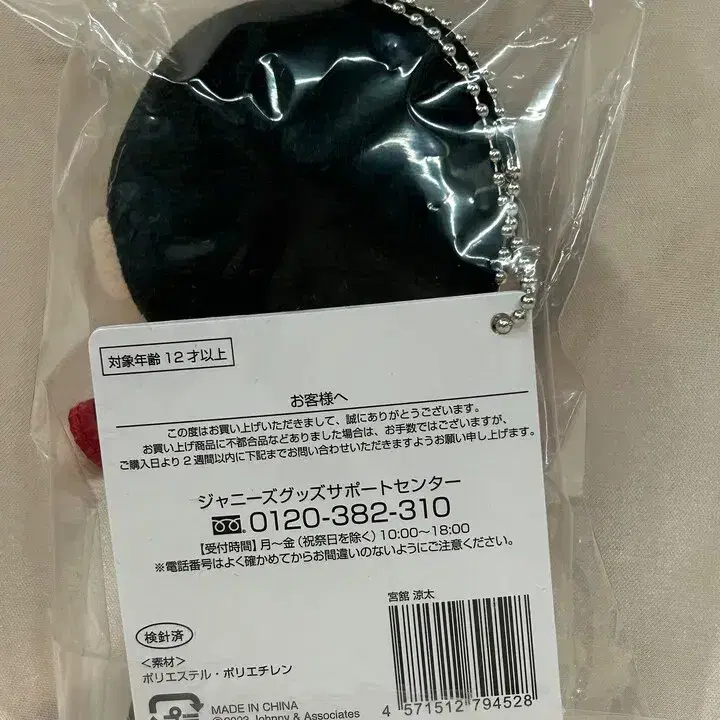 対象年齢12才以上
お客様へ
この度はお買い上げいただきまして、誠にありがとうございます。
お買い上げ商品に不都合品などありました場合は、お手数ではございますが、
ご購入日より2週間以内に下記までお問い合わせいただきますようお願い申し上げます。
ジャニーズグッズサポートセンター
0120-382-310
【受付時間】月〜金（祝祭日を除く）10:00〜18:00
※電話番号はよく確かめてからお間違いのないようにご注意ください。
宮舘 涼太
検針済
<素材>
ポリエステル・ポリエチレン
4 571512 794528
MADE IN CHINA
©2023 Johnny & Associates
プラ